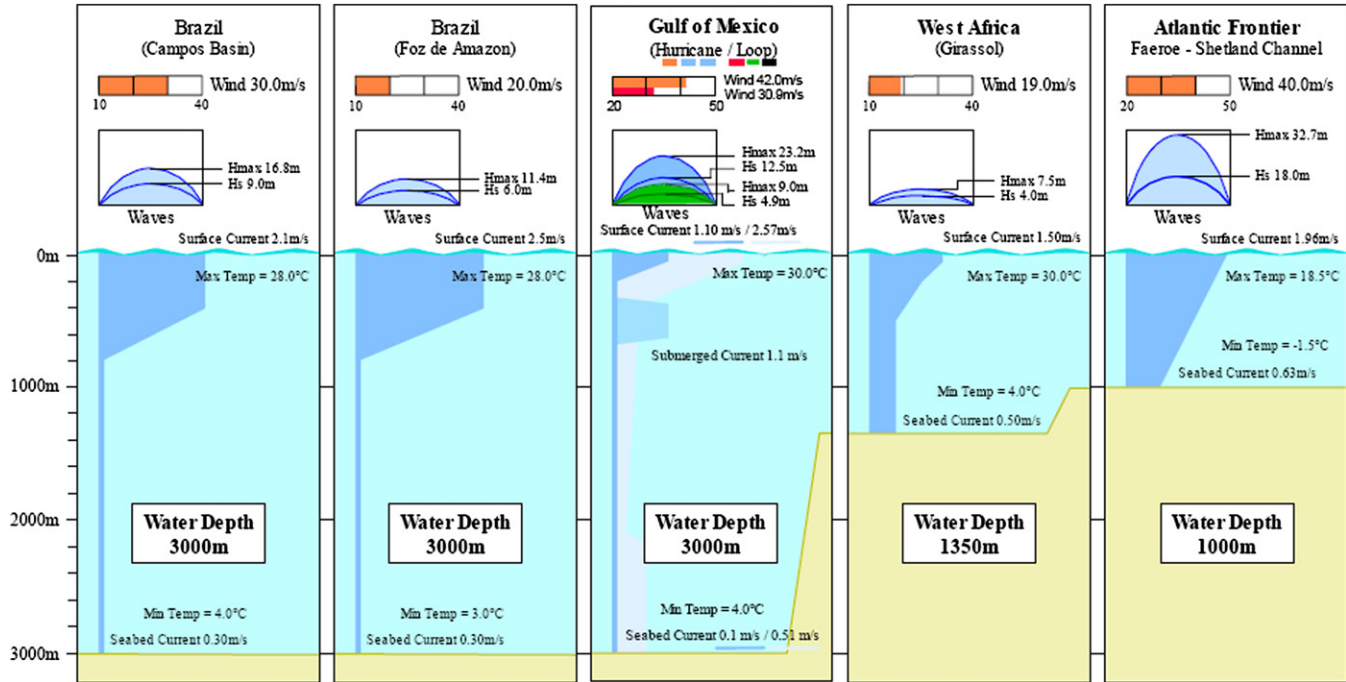 Brazil
(Campos Basin)
Wind 30.0m/s
10 40
Hmax 16.8m
Hs 9.0m
Waves
Surface Current 2.1m/s
Max Temp = 28.0°C
Water Depth
3000m
Min Temp = 4.0°C
Seabed Current 0.30m/s
Brazil
(Foz de Amazon)
Wind 20.0m/s
10 40
Hmax 11.4m
Hs 6.0m
Waves
Surface Current 2.5m/s
Max Temp = 28.0°C
Water Depth
3000m
Min Temp = 3.0°C
Seabed Current 0.30m/s
Gulf of Mexico
(Hurricane / Loop)
Wind 42.0m/s
Wind 30.9m/s
20 50
Hmax 23.2m
Hs 12.5m
Hmax 9.0m
Hs 4.9m
Waves
Surface Current 1.10 m/s / 2.57m/s
Max Temp = 30.0°C
Submerged Current 1.1 m/s
Water Depth
3000m
Min Temp = 4.0°C
Seabed Current 0.1 m/s / 0.51 m/s
West Africa
(Girassol)
Wind 19.0m/s
10 40
Hmax 7.5m
Hs 4.0m
Waves
Surface Current 1.50m/s
Max Temp = 30.0°C
Min Temp = 4.0°C
Seabed Current 0.50m/s
Water Depth
1350m
Atlantic Frontier
Faeroe - Shetland Channel
Wind 40.0m/s
20 50
Hmax 32.7m
Hs 18.0m
Waves
Surface Current 1.96m/s
Max Temp = 18.5°C
Min Temp = -1.5°C
Seabed Current 0.63m/s
Water Depth
1000m
0m
1000m
2000m
3000m